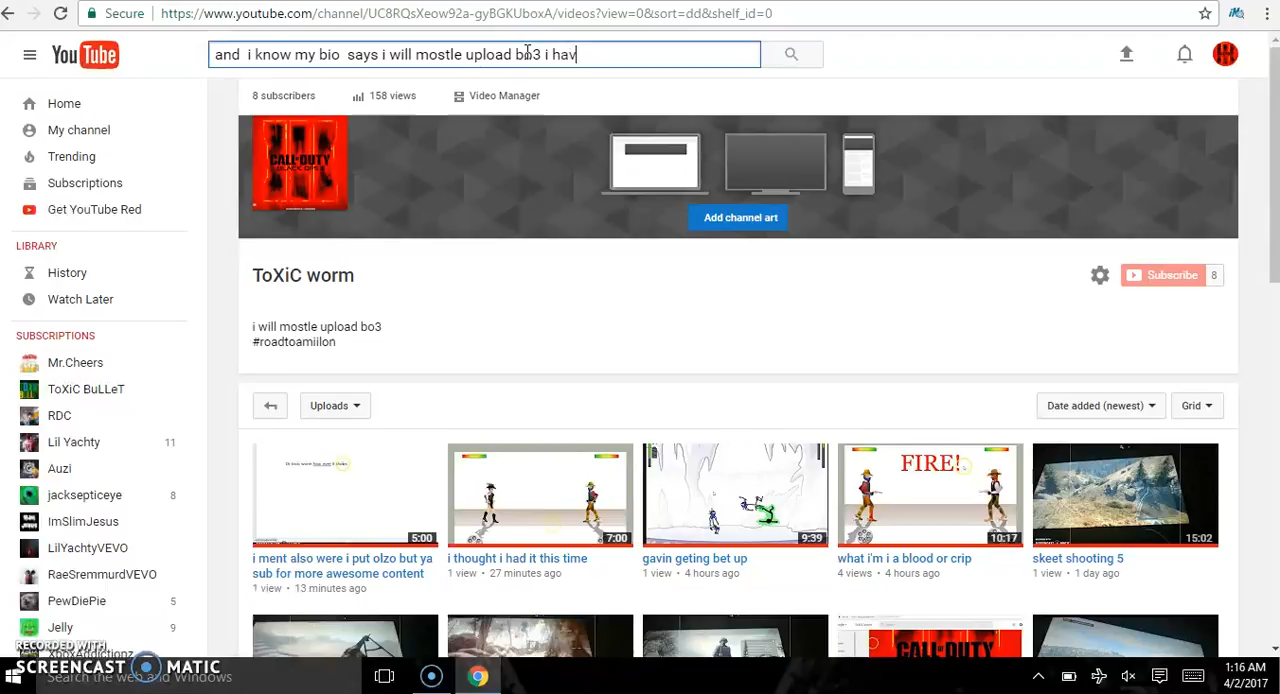 Secure
https://www.youtube.com/channel/UC8RQsXeow92a-gyBGKUboxA/videos?view=0&sort=dd&shelf_id=0
YouTube
and  i know my bio  says i will mostle upload bo3 i hav
Home
My channel
Trending
Subscriptions
Get YouTube Red
LIBRARY
History
Watch Later
SUBSCRIPTIONS
Mr.Cheers
ToXiC BuLLeT
RDC
Lil Yachty 11
Auzi
jacksepticeye 8
ImSlimJesus
LilYachtyVEVO
RaeSremmurdVEVO
PewDiePie 5
Jelly 9
8 subscribers 158 views Video Manager
CALL OF DUTY
BLACK OPS
Add channel art
ToXiC worm
Subscribe 8
i will mostle upload bo3
#roadtoamiilon
Uploads
Date added (newest) Grid
5:00
i ment also were i put olzo but ya
sub for more awesome content
1 view • 13 minutes ago
7:00
i thought i had it this time
1 view • 27 minutes ago
9:39
gavin geting bet up
1 view • 4 hours ago
FIRE!
10:17
what i'm i a blood or crip
4 views • 4 hours ago
15:02
skeet shooting 5
1 view • 1 day ago
RECORDED WITH
SCREENCAST MATIC
Search the web and Windows
1:16 AM
4/2/2017